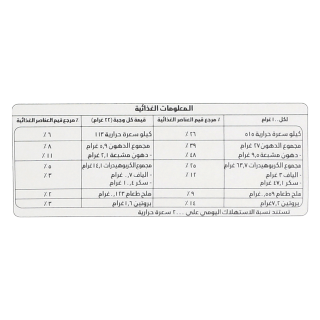 المعلومات الغذائية
لكل ١٠٠ غرام ٪ مرجع قيم العناصر الغذائية قيمة كل وجبة (٢٢ غرام) ٪ مرجع قيم العناصر الغذائية
كيلو سعرة حرارية ٥١٥ ٢٦ ٪ كيلو سعرة حرارية ١١٣ ٦ ٪
مجموع الدهون ٢٧ غرام ٣٩ ٪ مجموع الدهون ٥,٩ غرام ٨ ٪
- دهون مشبعة ٩,٥ غرام ٤٨ ٪ - دهون مشبعة ٢,١ غرام ١١ ٪
مجموع الكربوهيدرات ٦٣,٧ غرام ٢٥ ٪ مجموع الكربوهيدرات ١٤,١ غرام ٥ ٪
- الياف ٣,٠ غرام ١٢ ٪ - الياف ٠,٧ غرام ٣ ٪
- سكر ٤٧,١ غرام - سكر ١٠,٤ غرام
ملح طعام ٠,٥٥٩ غرام ٩ ٪ ملح طعام ٠,١٢٣ غرام ٢ ٪
بروتين ٧,٢ غرام ١٤ ٪ بروتين ١,٦ غرام ٣ ٪
تستند نسبة الاستهلاك اليومي على ٢٠٠٠ سعرة حرارية